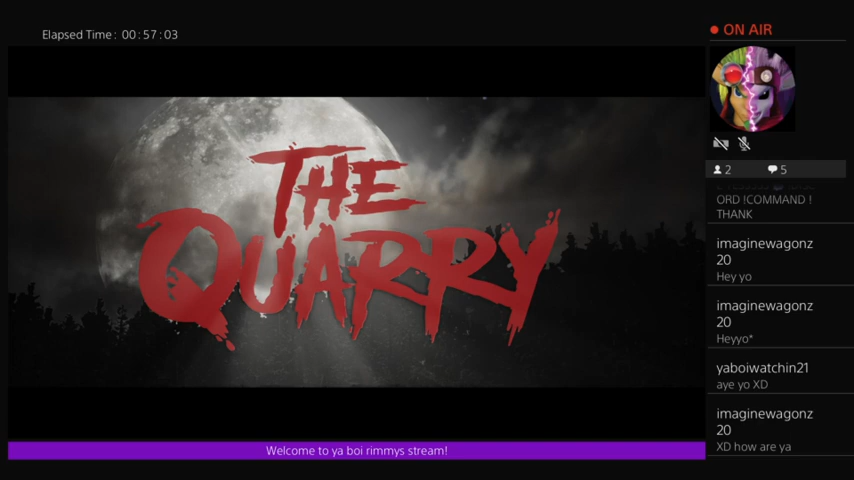 Elapsed Time: 00:57:03
ON AIR
THE
QUARRY
2
5
ORD !COMMAND !
THANK
imaginewagonz
20
Hey yo
imaginewagonz
20
Heyyo*
yaboiwatchin21
aye yo XD
imaginewagonz
20
XD how are ya
Welcome to ya boi rimmys stream!